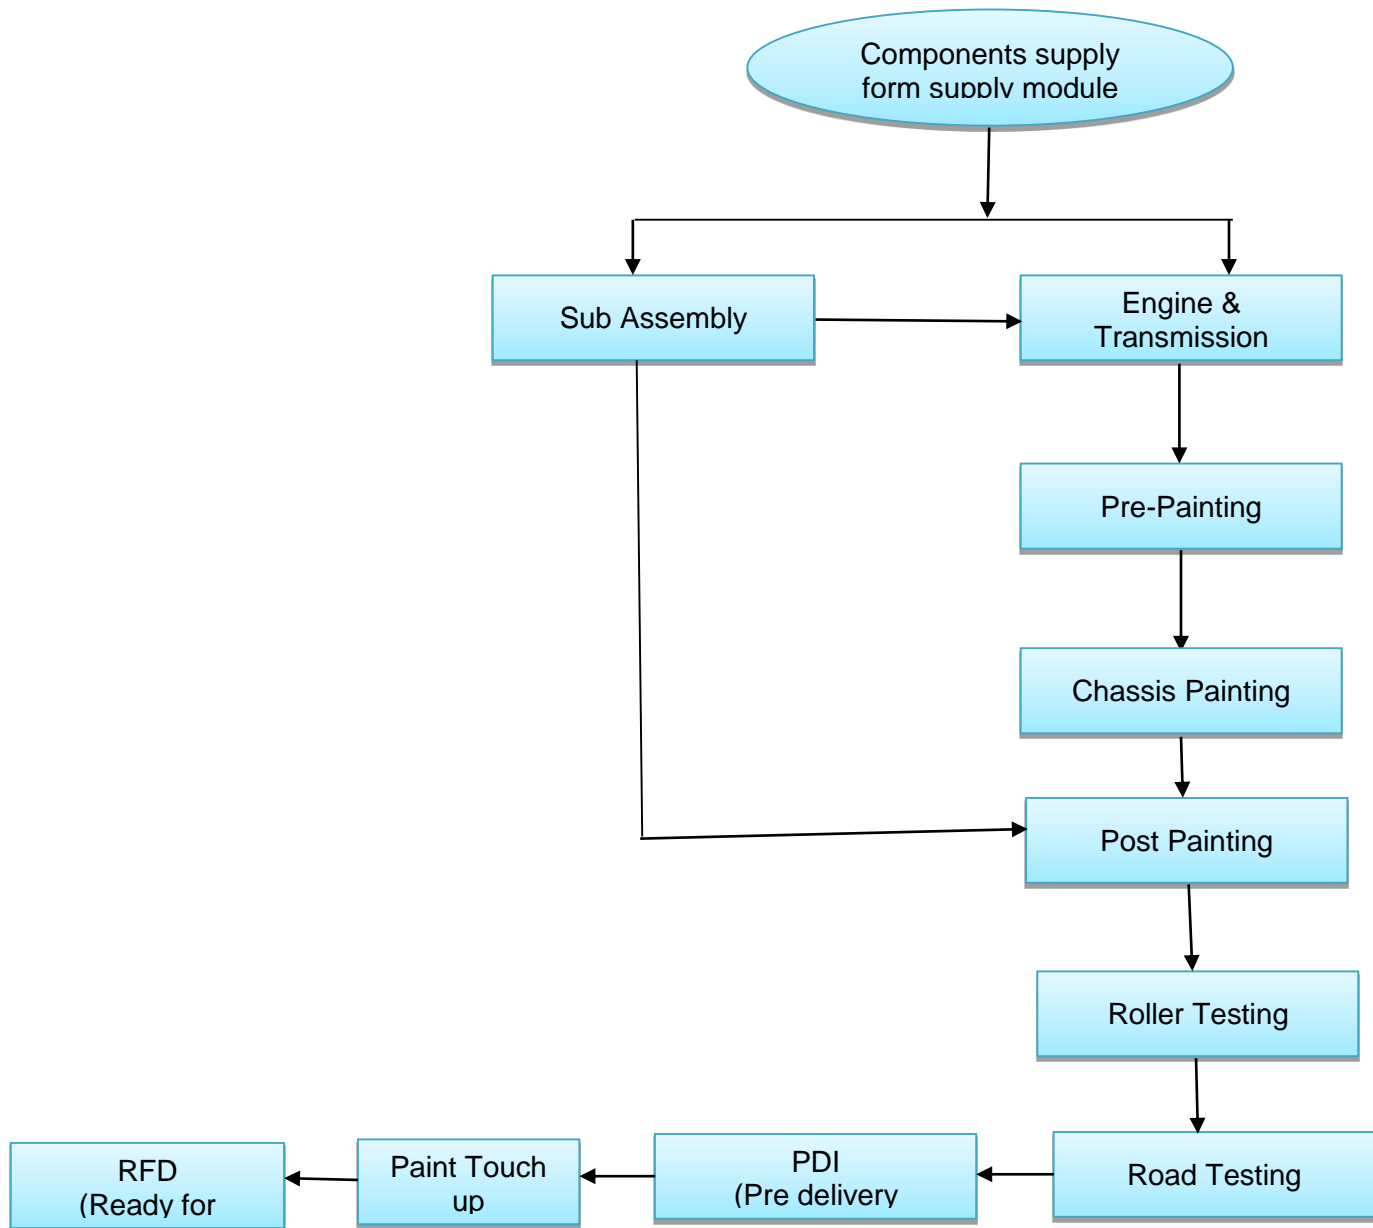 Components supply
form supply module
Sub Assembly
Engine &
Transmission
Pre-Painting
Chassis Painting
Post Painting
Roller Testing
Road Testing
PDI
(Pre delivery
Paint Touch
up
RFD
(Ready for